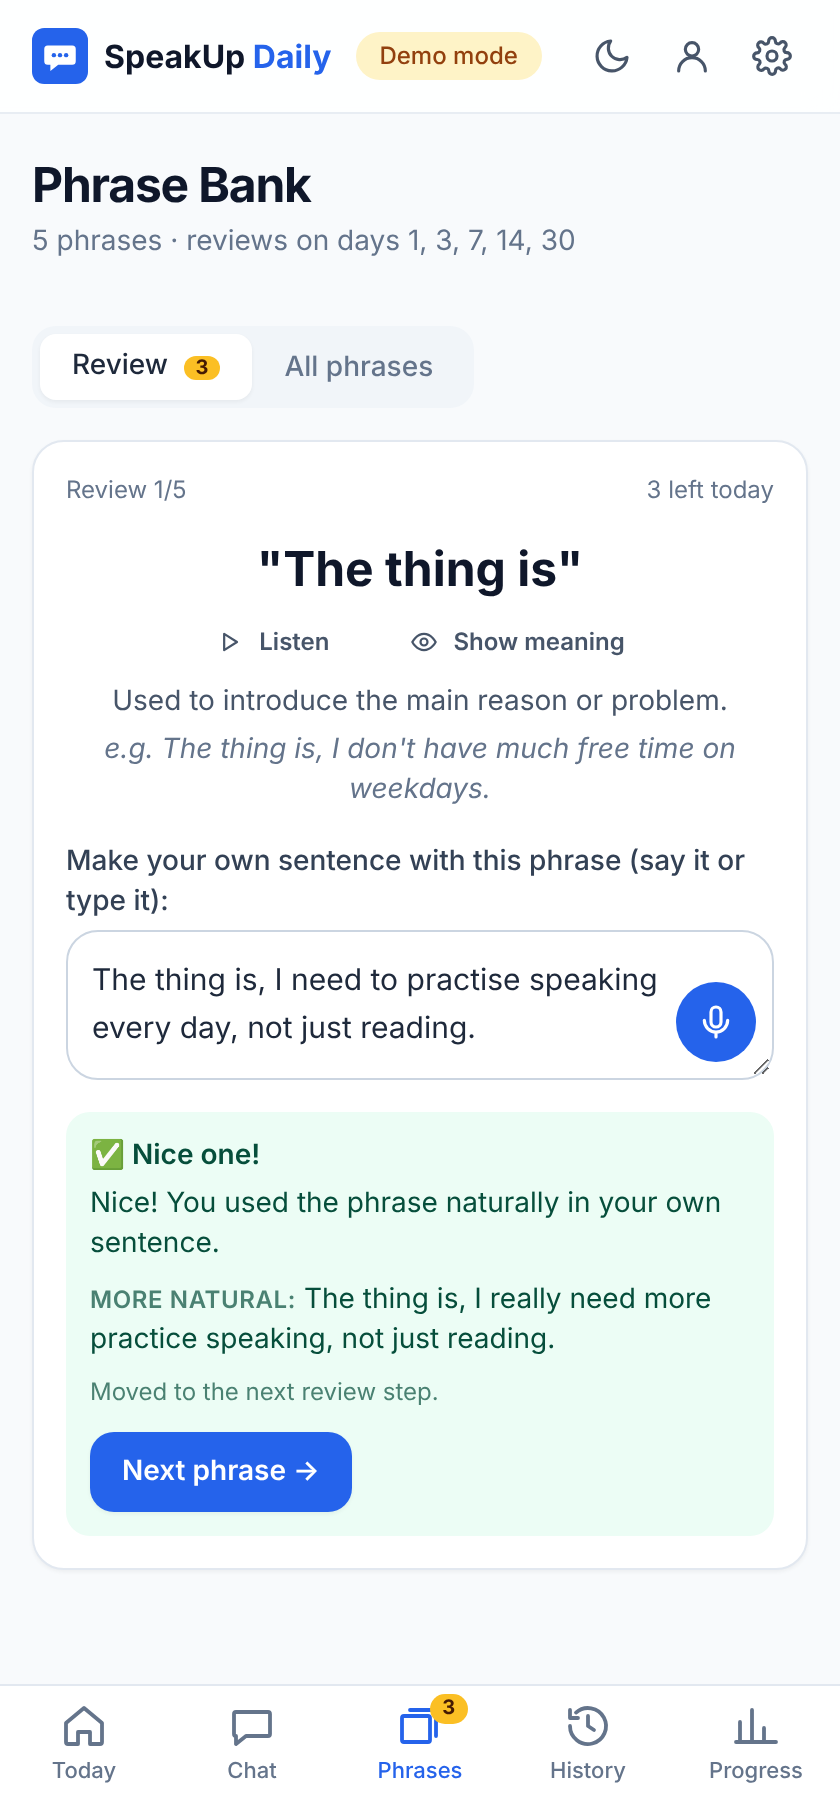 SpeakUp Daily Demo mode
Phrase Bank
5 phrases · reviews on days 1, 3, 7, 14, 30
Review 3 All phrases
Review 1/5 3 left today
"The thing is"
Listen Show meaning
Used to introduce the main reason or problem.
e.g. The thing is, I don't have much free time on
weekdays.
Make your own sentence with this phrase (say it or
type it):
The thing is, I need to practise speaking
every day, not just reading.
✅ Nice one!
Nice! You used the phrase naturally in your own
sentence.
MORE NATURAL: The thing is, I really need more
practice speaking, not just reading.
Moved to the next review step.
Next phrase →
3
Today Chat Phrases History Progress